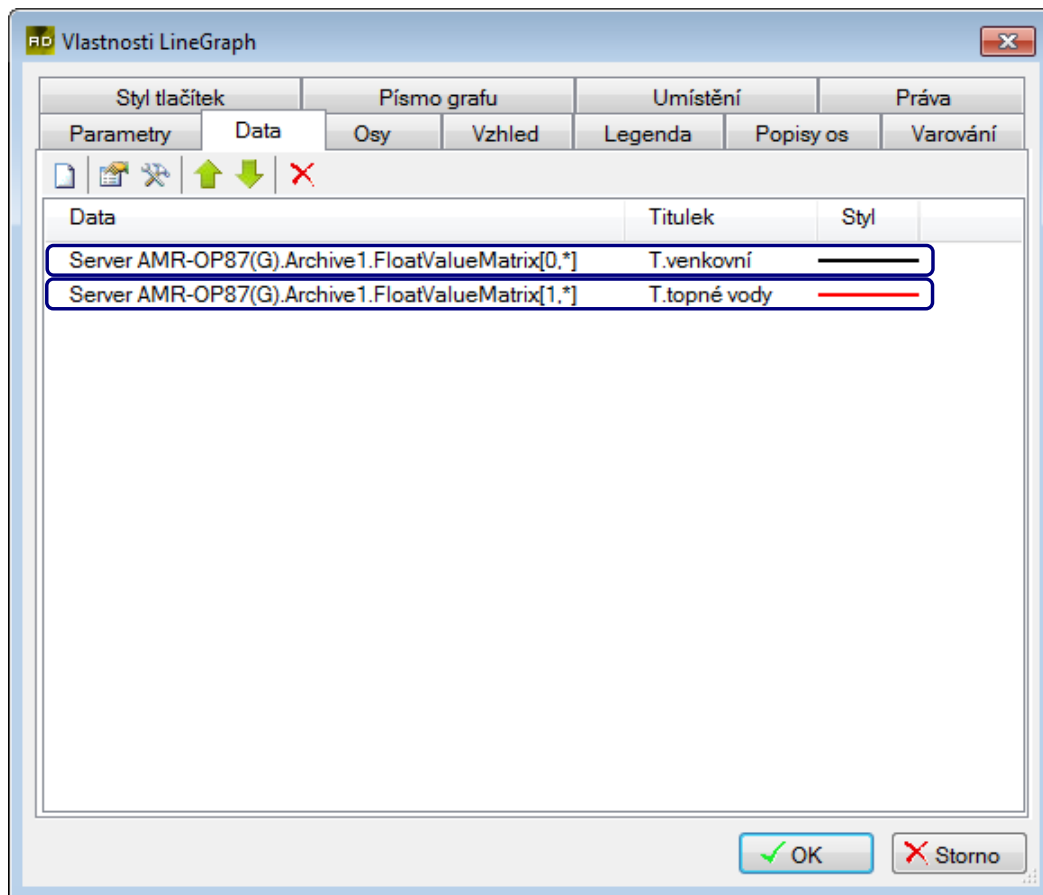 RD Vlastnosti LineGraph
Styl tlačítek Písmo grafu Umístění Práva
Parametry Data Osy Vzhled Legenda Popisy os Varování
Data Titulek Styl
Server AMR-OP87(G).Archive1.FloatValueMatrix[0,*] T.venkovní
Server AMR-OP87(G).Archive1.FloatValueMatrix[1,*] T.topné vody
OK Storno